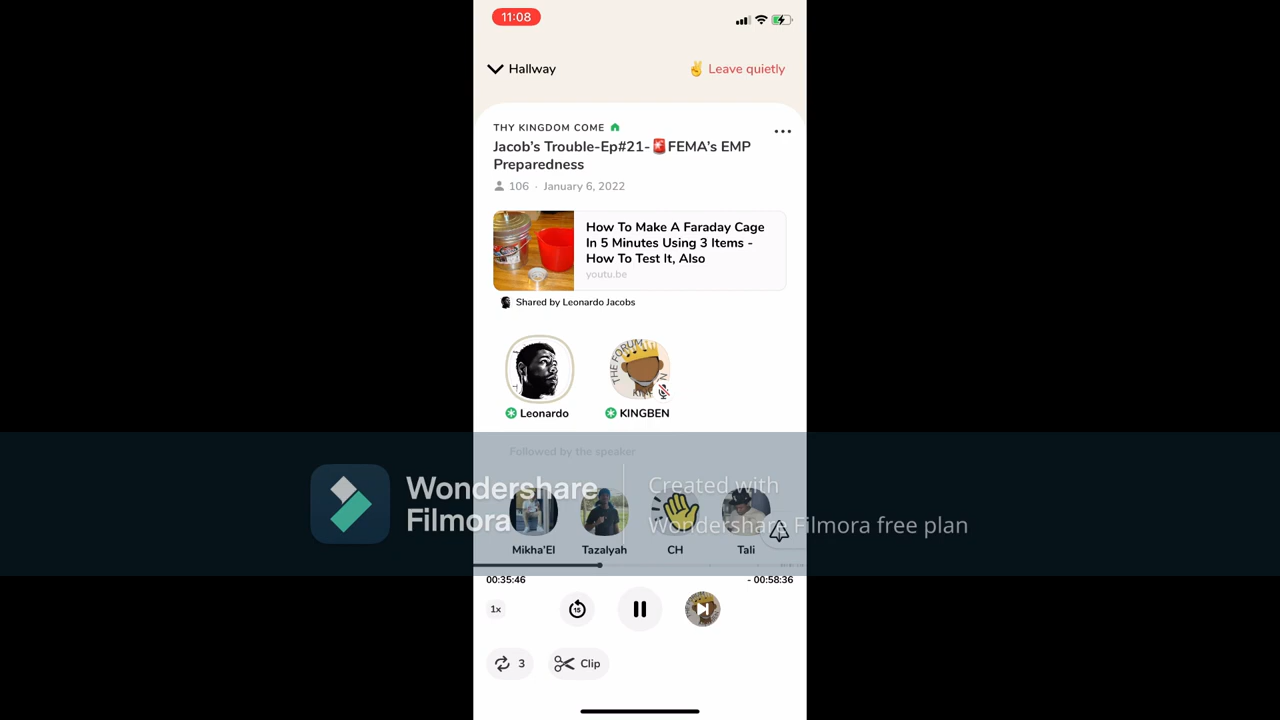 11:08
Hallway
Leave quietly
THY KINGDOM COME
Jacob's Trouble-Ep#21-🚨FEMA's EMP
Preparedness
106 · January 6, 2022
How To Make A Faraday Cage
In 5 Minutes Using 3 Items -
How To Test It, Also
youtu.be
Shared by Leonardo Jacobs
THE FORUM
Leonardo
KINGBEN
Followed by the speaker
Wondershare
Filmora
Created with
Wondershare Filmora free plan
Mikha'El
Tazalyah
CH
Tali
00:35:46
- 00:58:36
1x
15
3
Clip